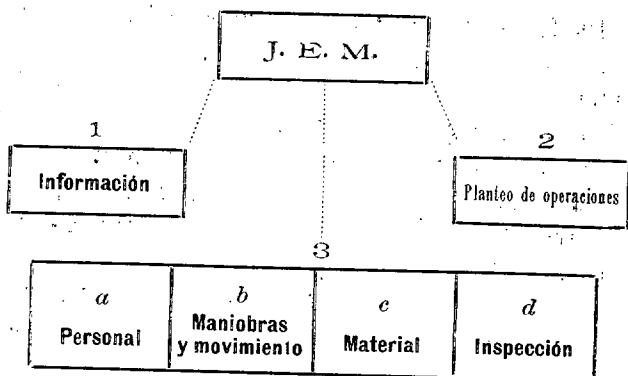 J. E. M.
1
Información
2
Planteo de operaciones
3
a
Personal
b
Maniobras
y movimiento
c
Material
d
Inspección